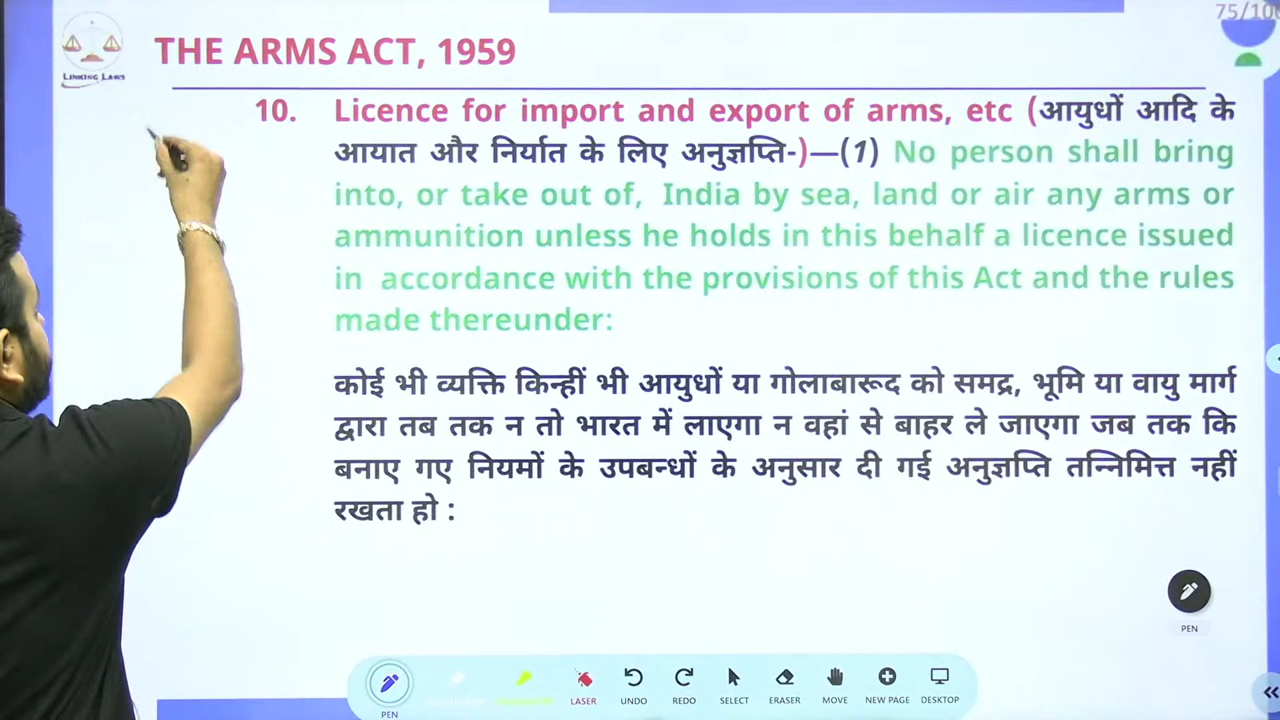 75/100
LINKING LAWS
THE ARMS ACT, 1959
10. Licence for import and export of arms, etc (आयुधों आदि के
आयात और निर्यात के लिए अनुज्ञप्ति-)—(1) No person shall bring
into, or take out of, India by sea, land or air any arms or
ammunition unless he holds in this behalf a licence issued
in accordance with the provisions of this Act and the rules
made thereunder:
कोई भी व्यक्ति किन्हीं भी आयुधों या गोलाबारूद को समद्र, भूमि या वायु मार्ग
द्वारा तब तक न तो भारत में लाएगा न वहां से बाहर ले जाएगा जब तक कि
बनाए गए नियमों के उपबन्धों के अनुसार दी गई अनुज्ञप्ति तन्निमित्त नहीं
रखता हो :
PEN
PEN LASER UNDO REDO SELECT ERASER MOVE NEW PAGE DESKTOP